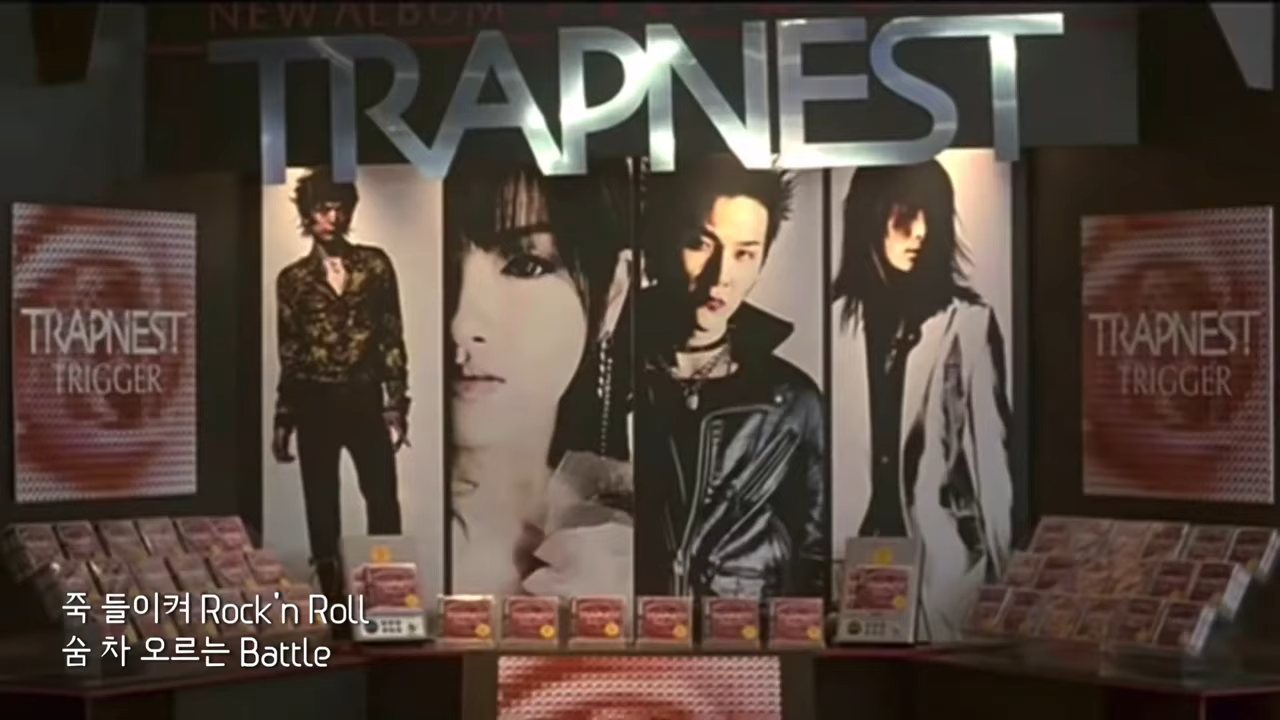 NEW ALBUM
TRAPNEST
TRAPNEST
TRIGGER
TRAPNEST
TRIGGER
죽 들이켜 Rock'n Roll
숨 차 오르는 Battle